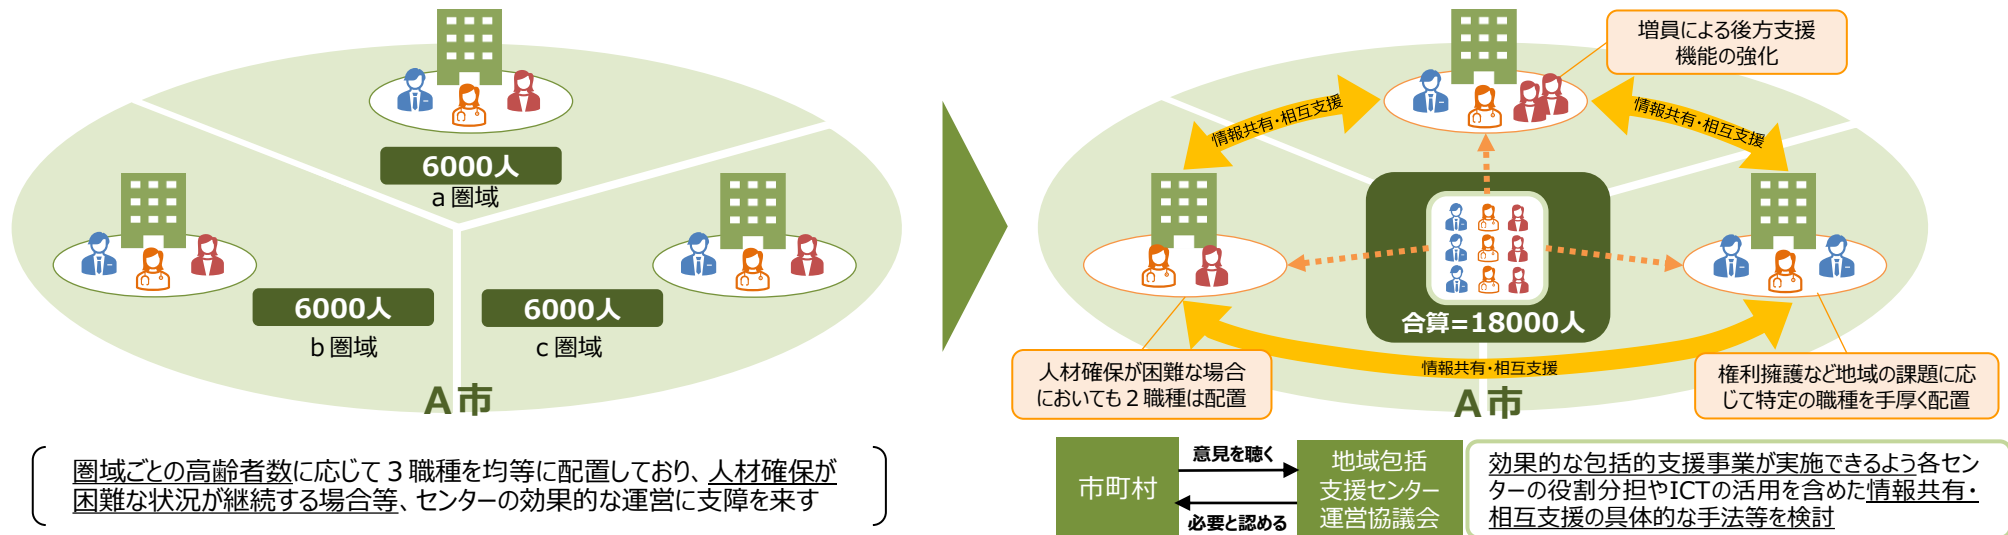 6000人
a 圏域
6000人
b 圏域
6000人
c 圏域
A 市
圏域ごとの高齢者数に応じて３職種を均等に配置しており、人材確保が
困難な状況が継続する場合等、センターの効果的な運営に支障を来す
増員による後方支援
機能の強化
情報共有・相互支援
情報共有・相互支援
合算=18000人
人材確保が困難な場合
においても２職種は配置
情報共有・相互支援
A 市
権利擁護など地域の課題に応
じて特定の職種を手厚く配置
市町村
意見を聴く
必要と認める
地域包括
支援センター
運営協議会
効果的な包括的支援事業が実施できるよう各セン
ターの役割分担やICTの活用を含めた情報共有・
相互支援の具体的な手法等を検討